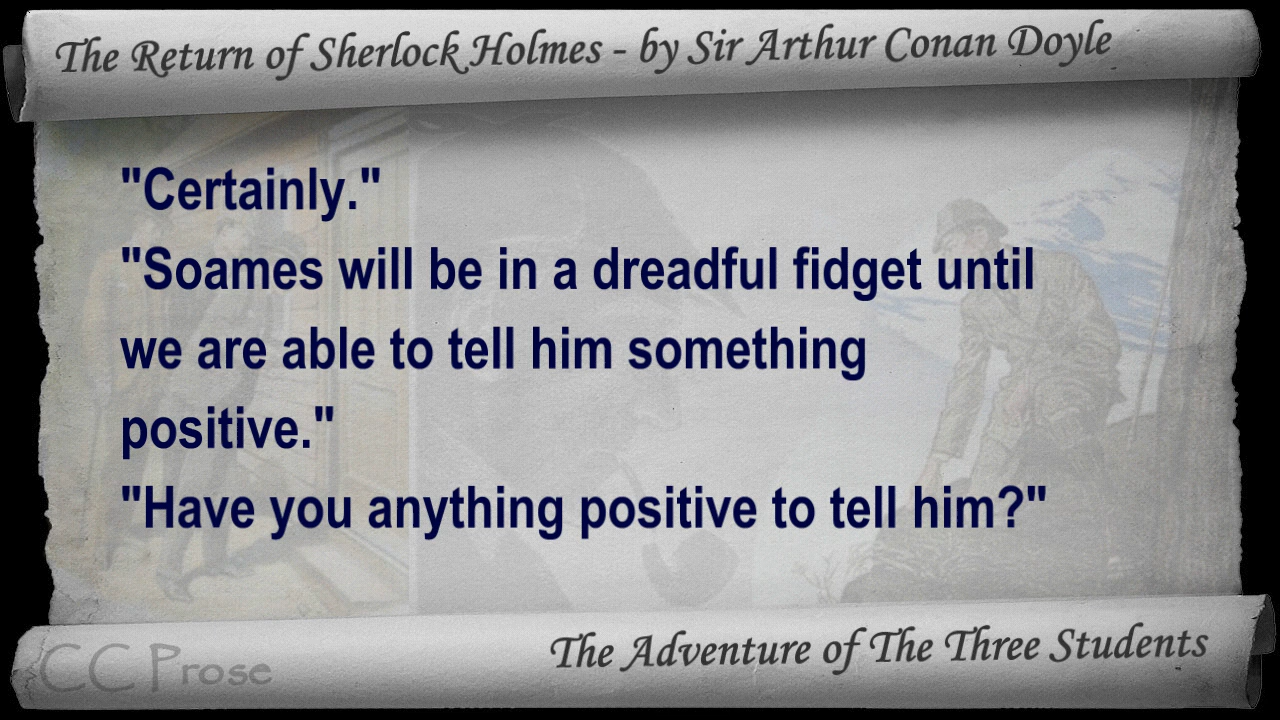 The Return of Sherlock Holmes - by Sir Arthur Conan Doyle
"Certainly."
"Soames will be in a dreadful fidget until
we are able to tell him something
positive."
"Have you anything positive to tell him?"
The Adventure of The Three Students
CC Prose